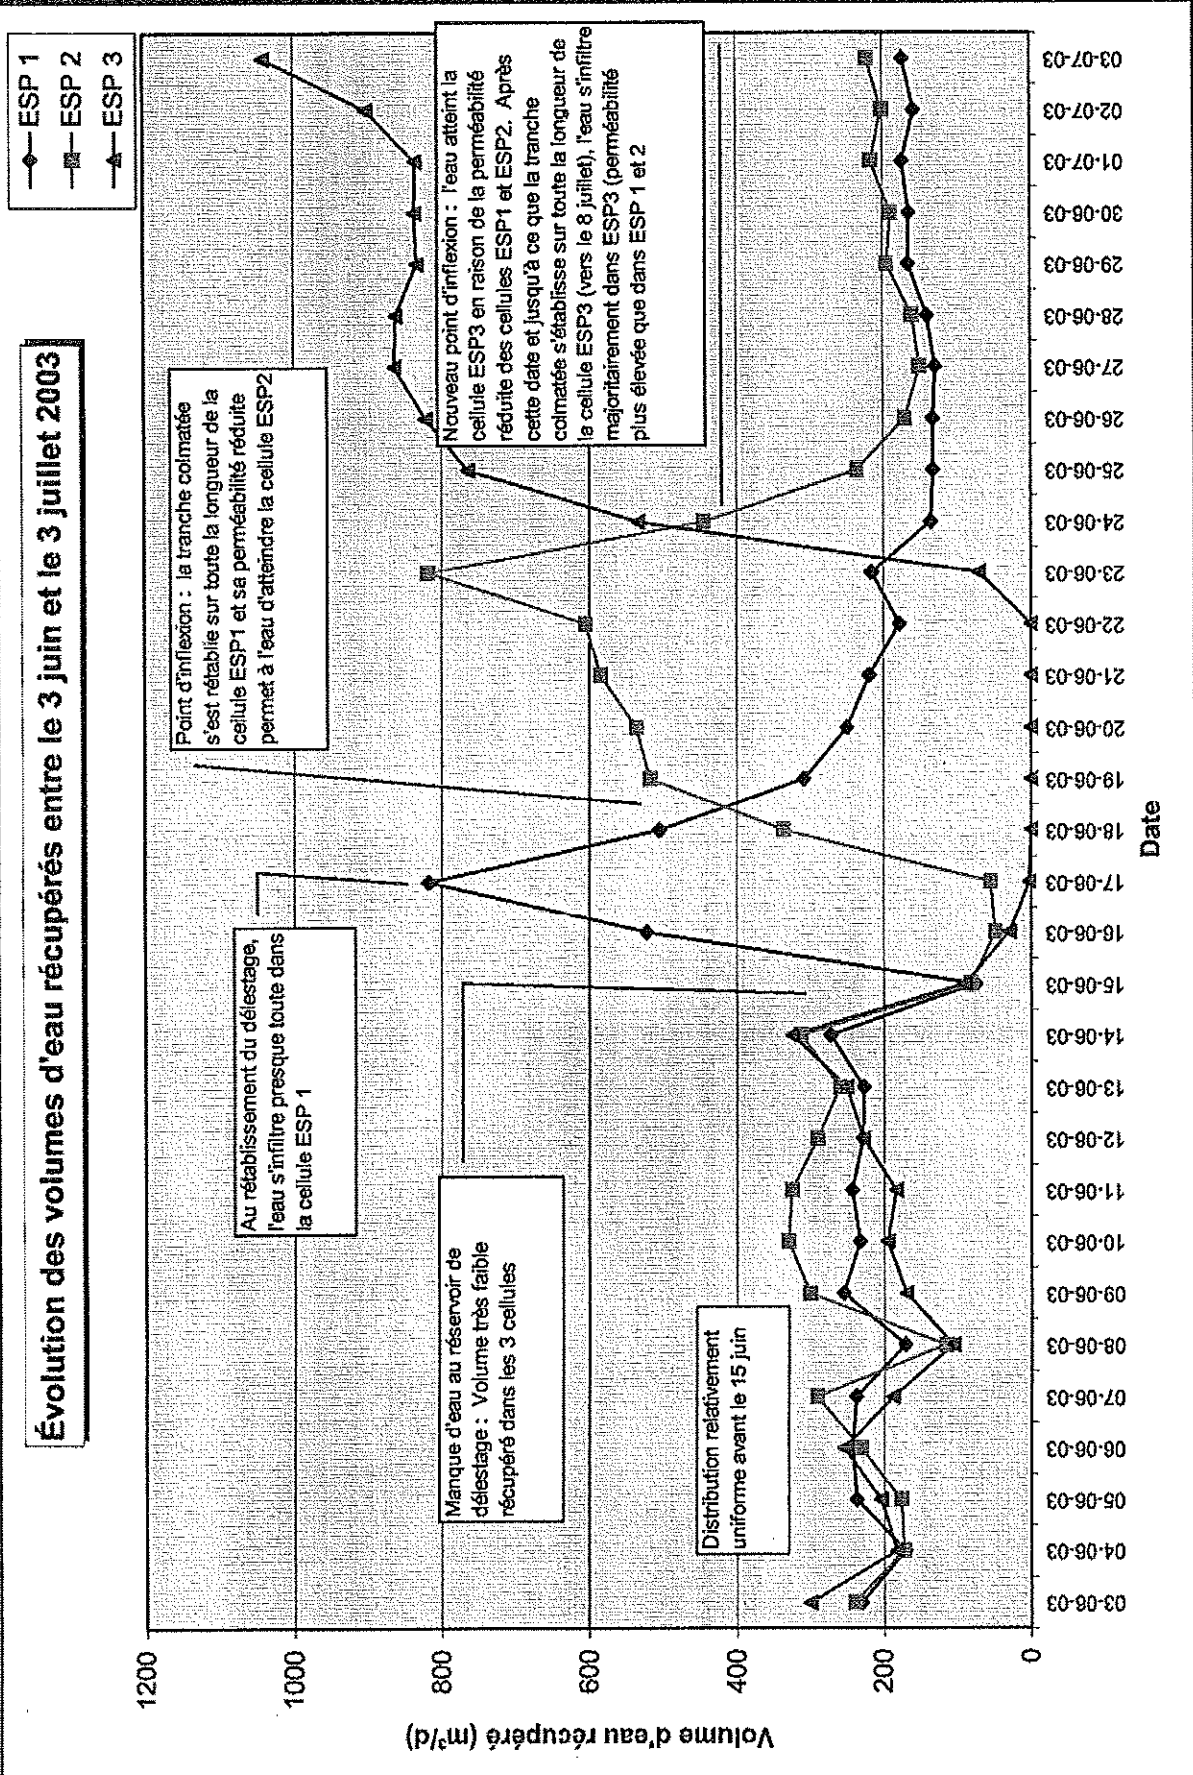 Évolution des volumes d'eau récupérés entre le 3 juin et le 3 juillet 2003
ESP 1
ESP 2
ESP 3
Volume d'eau récupéré (m³/d)
1200
1000
800
600
400
200
0
Distribution relativement
uniforme avant le 15 juin
Manque d'eau au réservoir de
délestage : Volume très faible
récupéré dans les 3 cellules
Au rétablissement du délestage,
l'eau s'infiltre presque toute dans
la cellule ESP 1
Point d'inflexion : la tranche colmatée
s'est rétablie sur toute la longueur de la
cellule ESP1 et sa perméabilité réduite
permet à l'eau d'atteindre la cellule ESP2
Nouveau point d'inflexion : l'eau atteint la
cellule ESP3 en raison de la perméabilité
réduite des cellules ESP1 et ESP2. Après
cette date et jusqu'à ce que la tranche
colmatée s'établisse sur toute la longueur de
la cellule ESP3 (vers le 8 juillet), l'eau s'infiltre
majoritairement dans ESP3 (perméabilité
plus élevée que dans ESP 1 et 2
03-06-03
04-06-03
05-06-03
06-06-03
07-06-03
08-06-03
09-06-03
10-06-03
11-06-03
12-06-03
13-06-03
14-06-03
15-06-03
16-06-03
17-06-03
18-06-03
19-06-03
20-06-03
21-06-03
22-06-03
23-06-03
24-06-03
25-06-03
26-06-03
27-06-03
28-06-03
29-06-03
30-06-03
01-07-03
02-07-03
03-07-03
Date